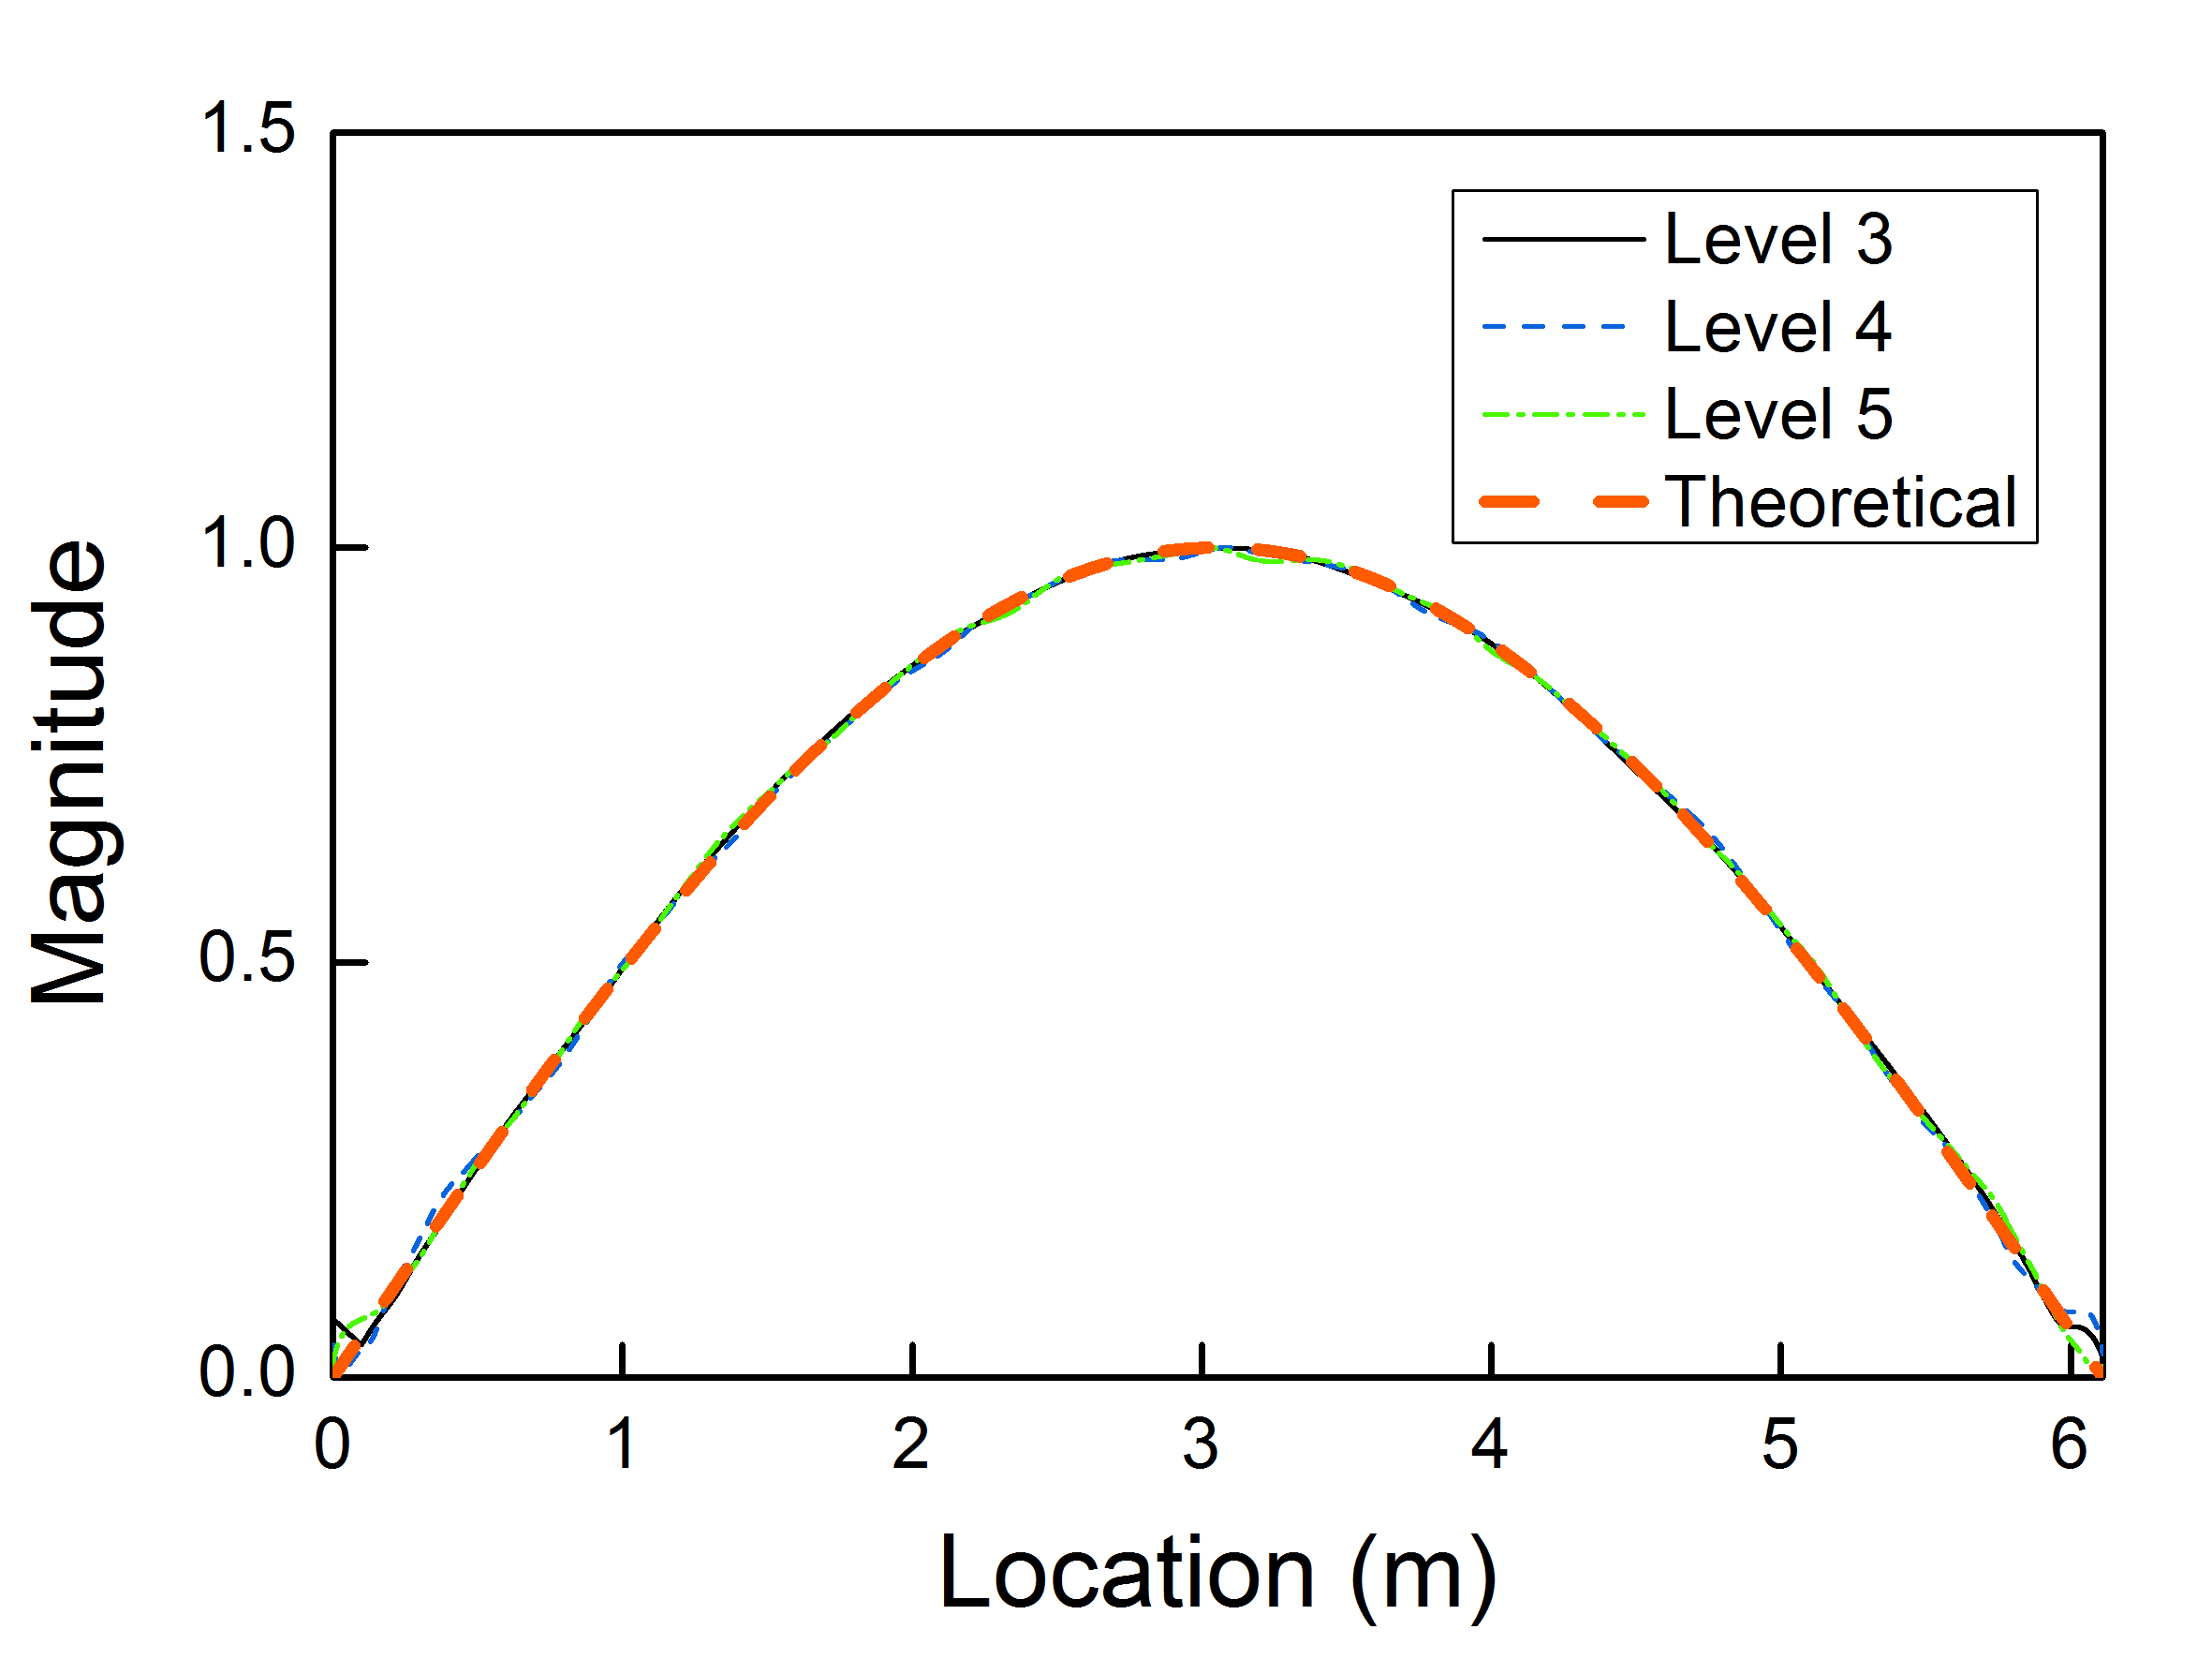 1.5
Level 3
Level 4
Level 5
Theoretical
1.0
Magnitude
0.5
0.0
0 1 2 3 4 5 6
Location (m)